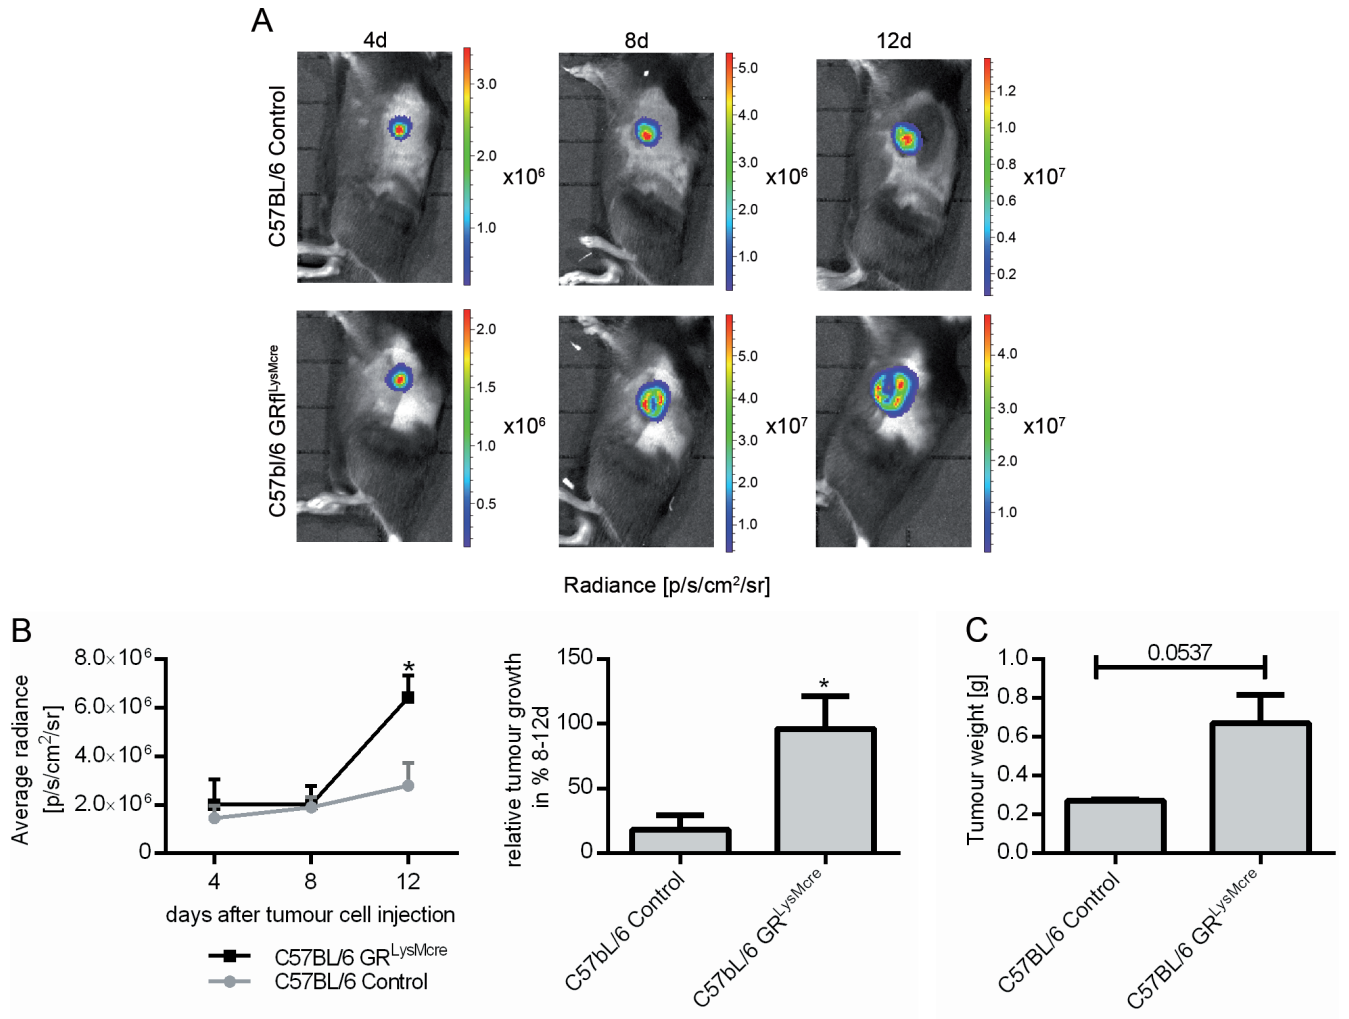 A
4d
8d
12d
C57BL/6 Control
3.0
2.0
1.0
x10⁶
5.0
4.0
3.0
2.0
1.0
x10⁶
1.2
1.0
0.8
0.6
0.4
0.2
x10⁷
C57bl/6 GRfl^LysMcre
2.0
1.5
1.0
0.5
x10⁶
5.0
4.0
3.0
2.0
1.0
x10⁷
4.0
3.0
2.0
1.0
x10⁷
Radiance [p/s/cm²/sr]
B
Average radiance
[p/s/cm²/sr]
8.0×10⁶
6.0×10⁶
4.0×10⁶
2.0×10⁶
0
*
4
8
12
days after tumour cell injection
C57BL/6 GR^LysMcre
C57BL/6 Control
relative tumour growth
in % 8-12d
150
100
50
0
*
C57bL/6 Control
C57bL/6 GR^LysMcre
C
Tumour weight [g]
1.0
0.8
0.6
0.4
0.2
0.0
0.0537
C57BL/6 Control
C57BL/6 GR^LysMcre